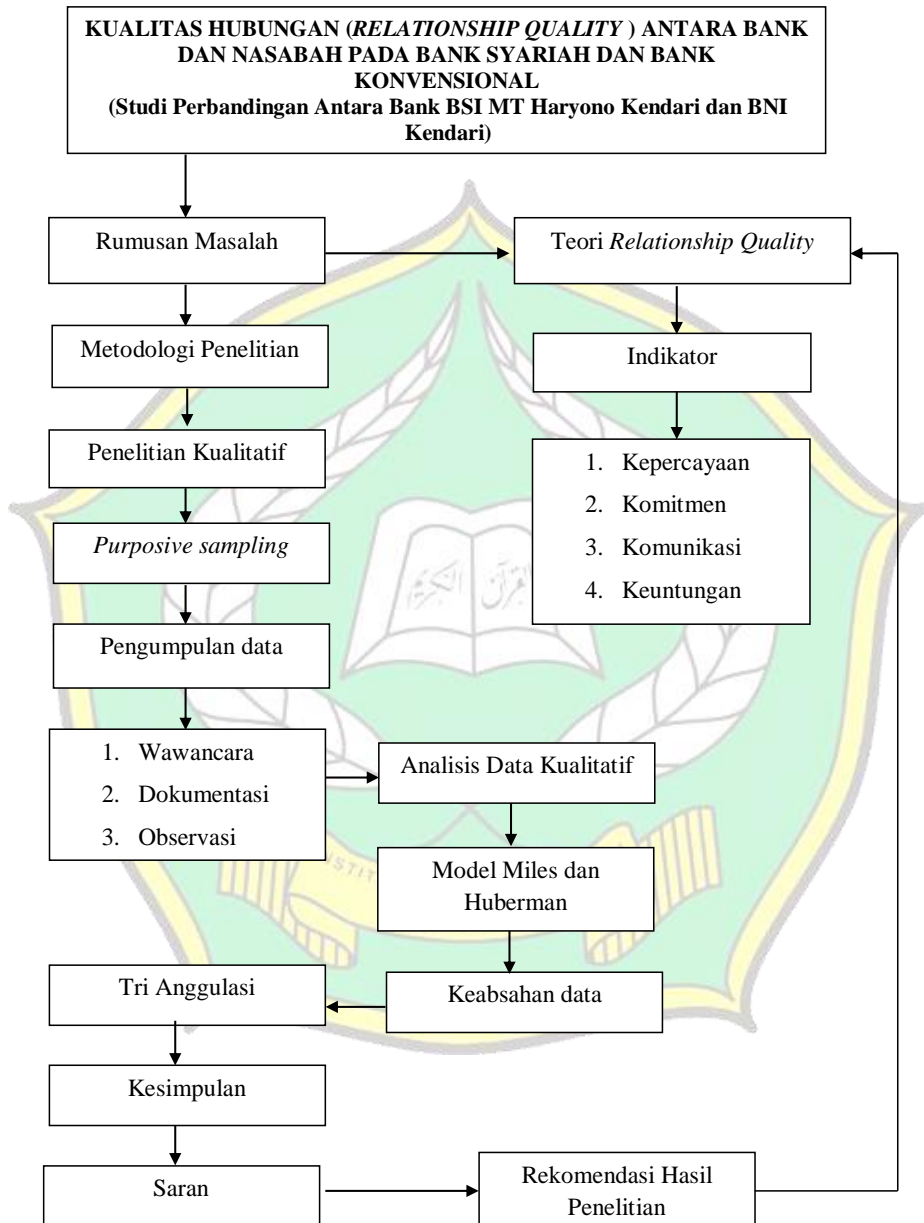 KUALITAS HUBUNGAN (RELATIONSHIP QUALITY ) ANTARA BANK
DAN NASABAH PADA BANK SYARIAH DAN BANK
KONVENSIONAL
(Studi Perbandingan Antara Bank BSI MT Haryono Kendari dan BNI
Kendari)
Rumusan Masalah
Teori Relationship Quality
Metodologi Penelitian
Indikator
Penelitian Kualitatif
1. Kepercayaan
2. Komitmen
3. Komunikasi
4. Keuntungan
Purposive sampling
Pengumpulan data
1. Wawancara
2. Dokumentasi
3. Observasi
Analisis Data Kualitatif
Model Miles dan
Huberman
Tri Anggulasi
Keabsahan data
Kesimpulan
Saran
Rekomendasi Hasil
Penelitian